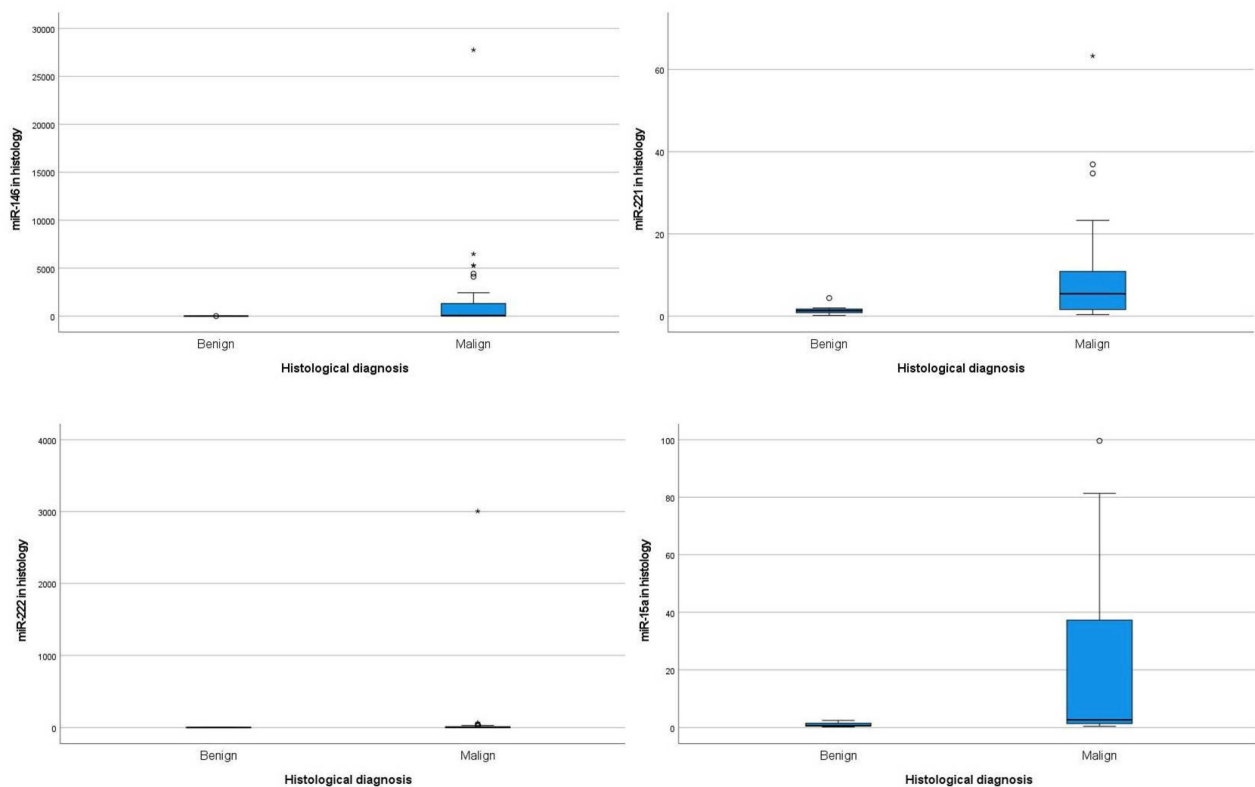 miR-146 in histology
30000
25000
20000
15000
10000
5000
0
Benign
Malign
Histological diagnosis
miR-221 in histology
60
40
20
0
Benign
Malign
Histological diagnosis
miR-222 in histology
4000
3000
2000
1000
0
Benign
Malign
Histological diagnosis
miR-15a in histology
100
80
60
40
20
0
Benign
Malign
Histological diagnosis